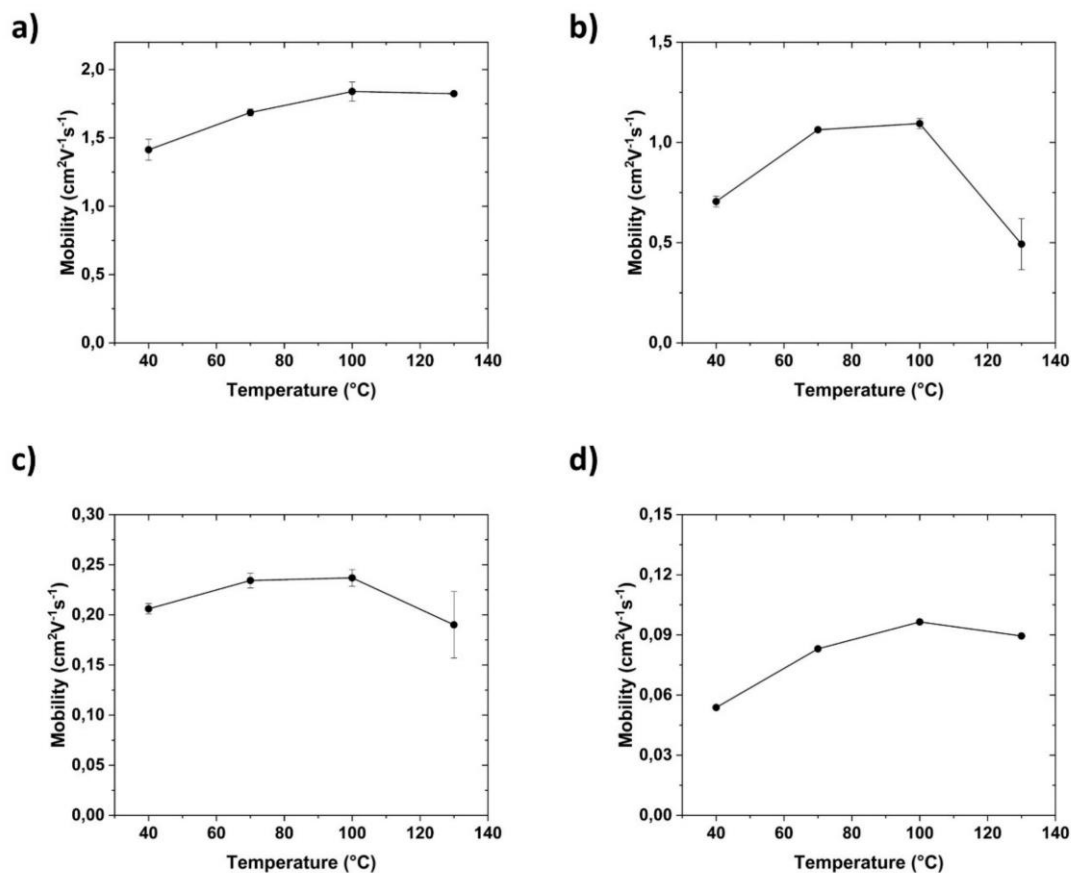 a)
Mobility (cm²V⁻¹s⁻¹)
2,0
1,5
1,0
0,5
0,0
40 60 80 100 120 140
Temperature (°C)
b)
Mobility (cm²V⁻¹s⁻¹)
1,5
1,0
0,5
0,0
40 60 80 100 120 140
Temperature (°C)
c)
Mobility (cm²V⁻¹s⁻¹)
0,30
0,25
0,20
0,15
0,10
0,05
0,00
40 60 80 100 120 140
Temperature (°C)
d)
Mobility (cm²V⁻¹s⁻¹)
0,15
0,12
0,09
0,06
0,03
0,00
40 60 80 100 120 140
Temperature (°C)